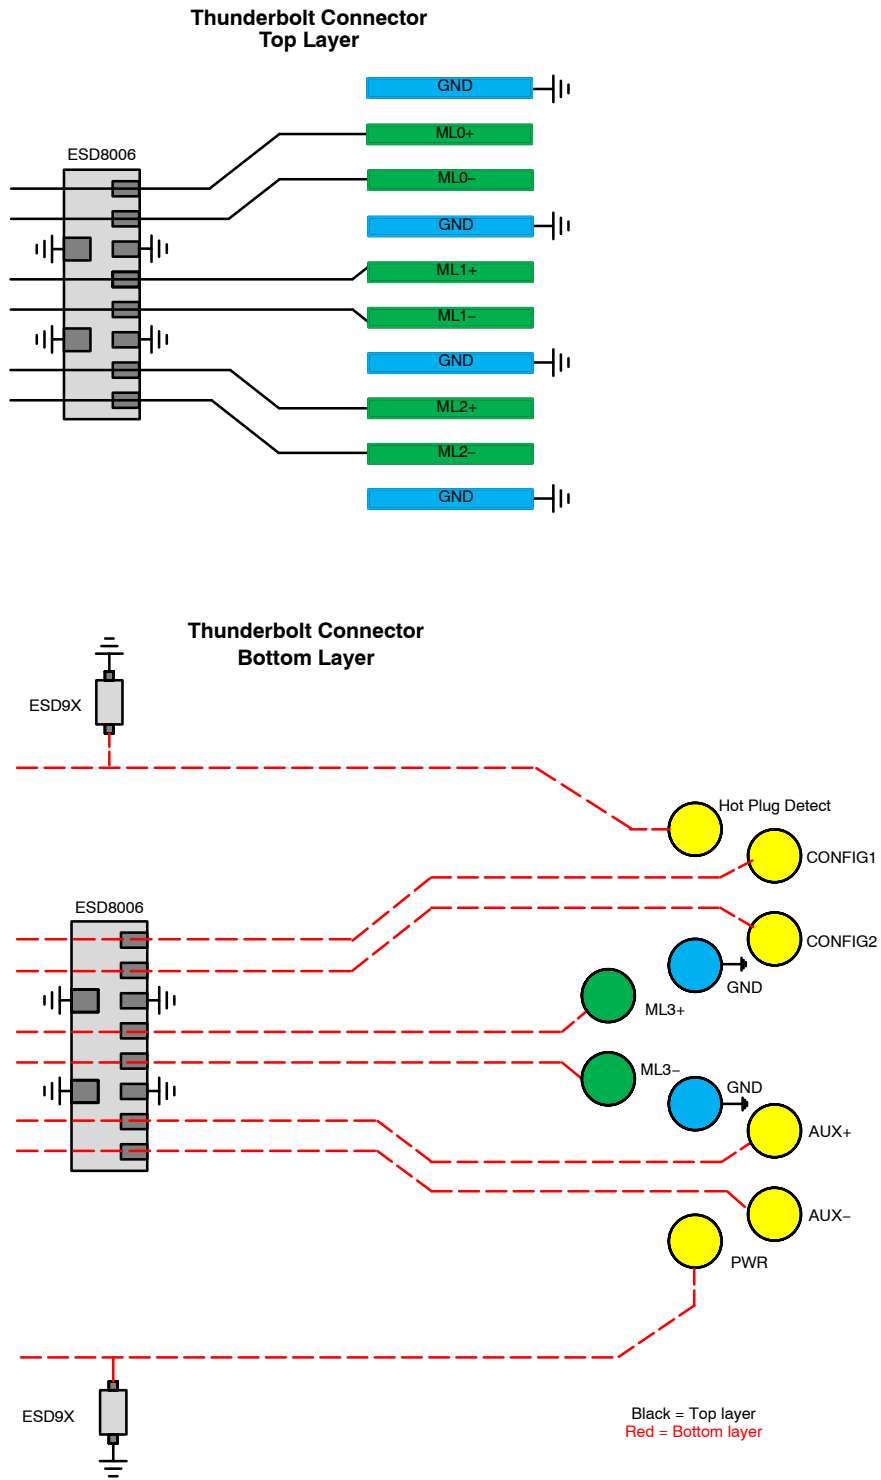 Thunderbolt Connector
Top Layer
GND
ML0+
ESD8006
ML0−
GND
ML1+
ML1−
GND
ML2+
ML2−
GND
Thunderbolt Connector
Bottom Layer
ESD9X
Hot Plug Detect
CONFIG1
ESD8006
CONFIG2
GND
ML3+
ML3−
GND
AUX+
AUX−
PWR
ESD9X
Black = Top layer
Red = Bottom layer